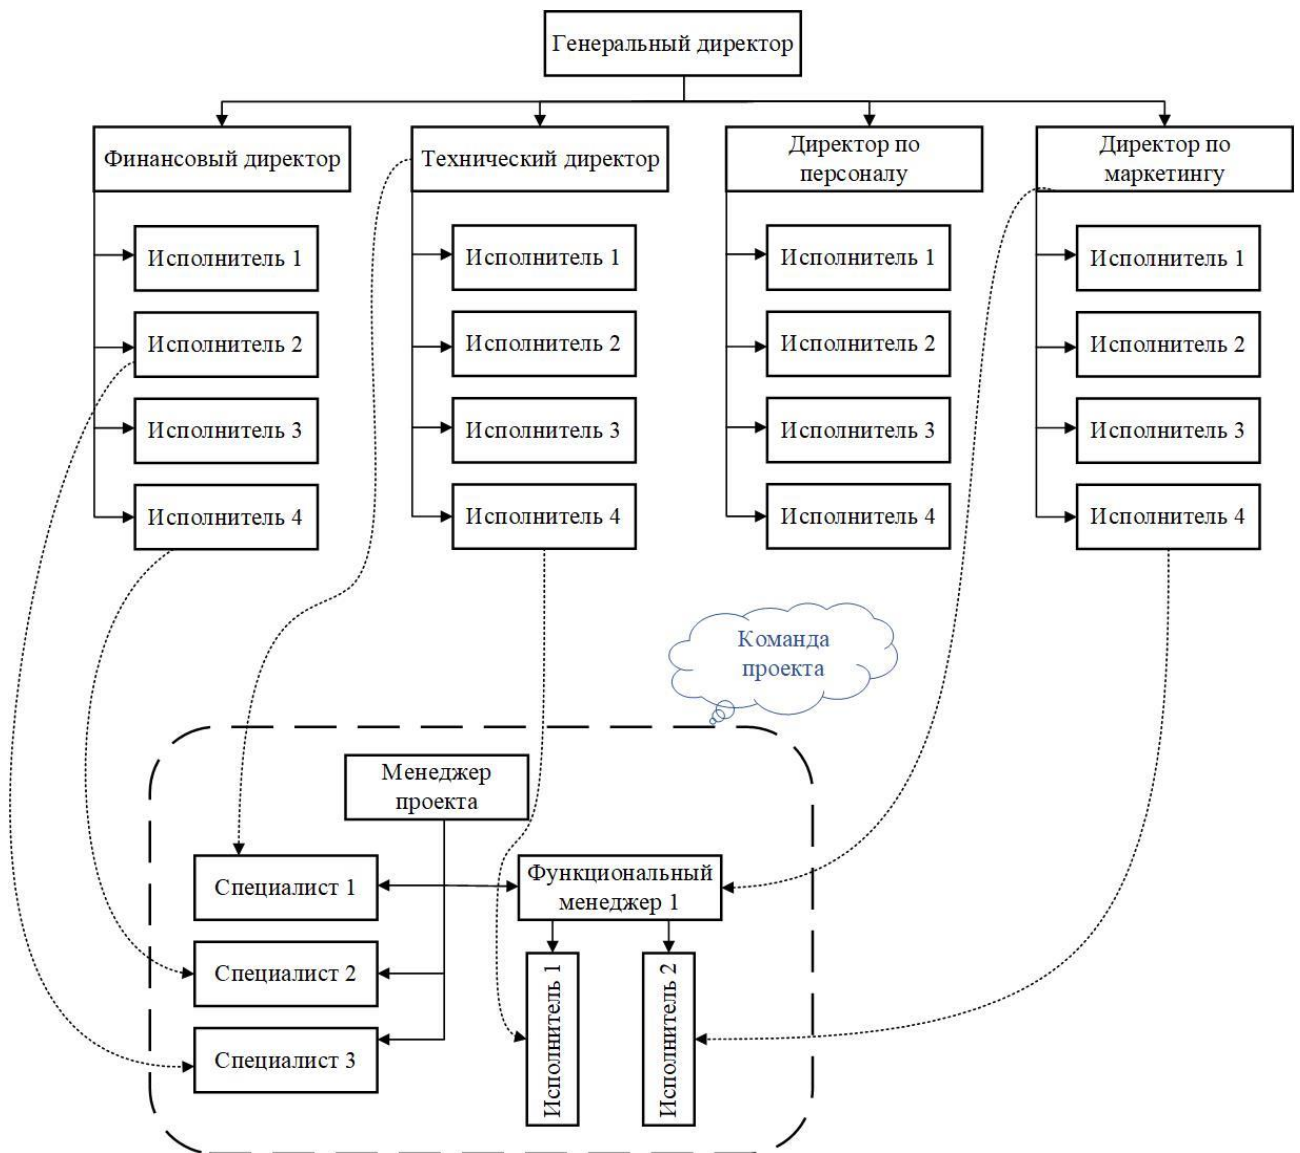 Генеральный директор
Финансовый директор
Технический директор
Директор по
персоналу
Директор по
маркетингу
Исполнитель 1
Исполнитель 1
Исполнитель 1
Исполнитель 1
Исполнитель 2
Исполнитель 2
Исполнитель 2
Исполнитель 2
Исполнитель 3
Исполнитель 3
Исполнитель 3
Исполнитель 3
Исполнитель 4
Исполнитель 4
Исполнитель 4
Исполнитель 4
Команда
проекта
Менеджер
проекта
Специалист 1
Функциональный
менеджер 1
Специалист 2
Специалист 3
Исполнитель 1
Исполнитель 2